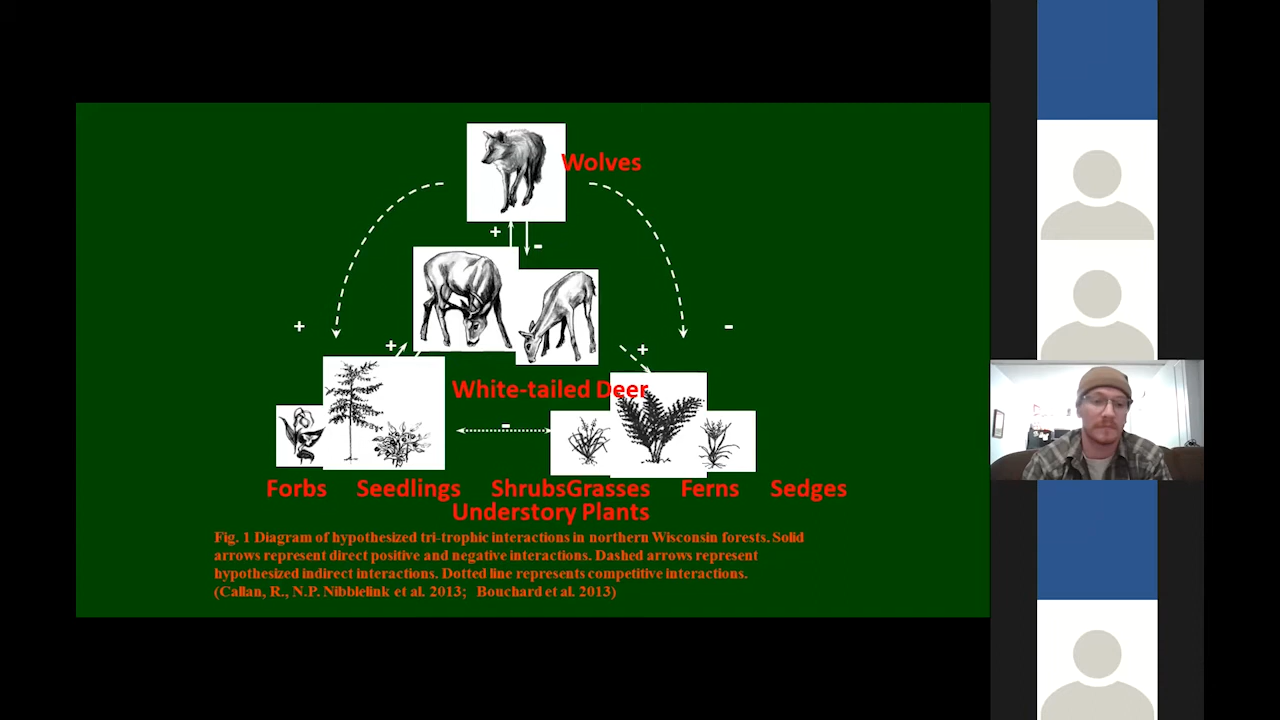 Wolves
+
-
+
-
+
+
White-tailed Deer
-
Forbs Seedlings ShrubsGrasses Ferns Sedges
Understory Plants
Fig. 1 Diagram of hypothesized tri-trophic interactions in northern Wisconsin forests. Solid
arrows represent direct positive and negative interactions. Dashed arrows represent
hypothesized indirect interactions. Dotted line represents competitive interactions.
(Callan, R., N.P. Nibblelink et al. 2013; Bouchard et al. 2013)